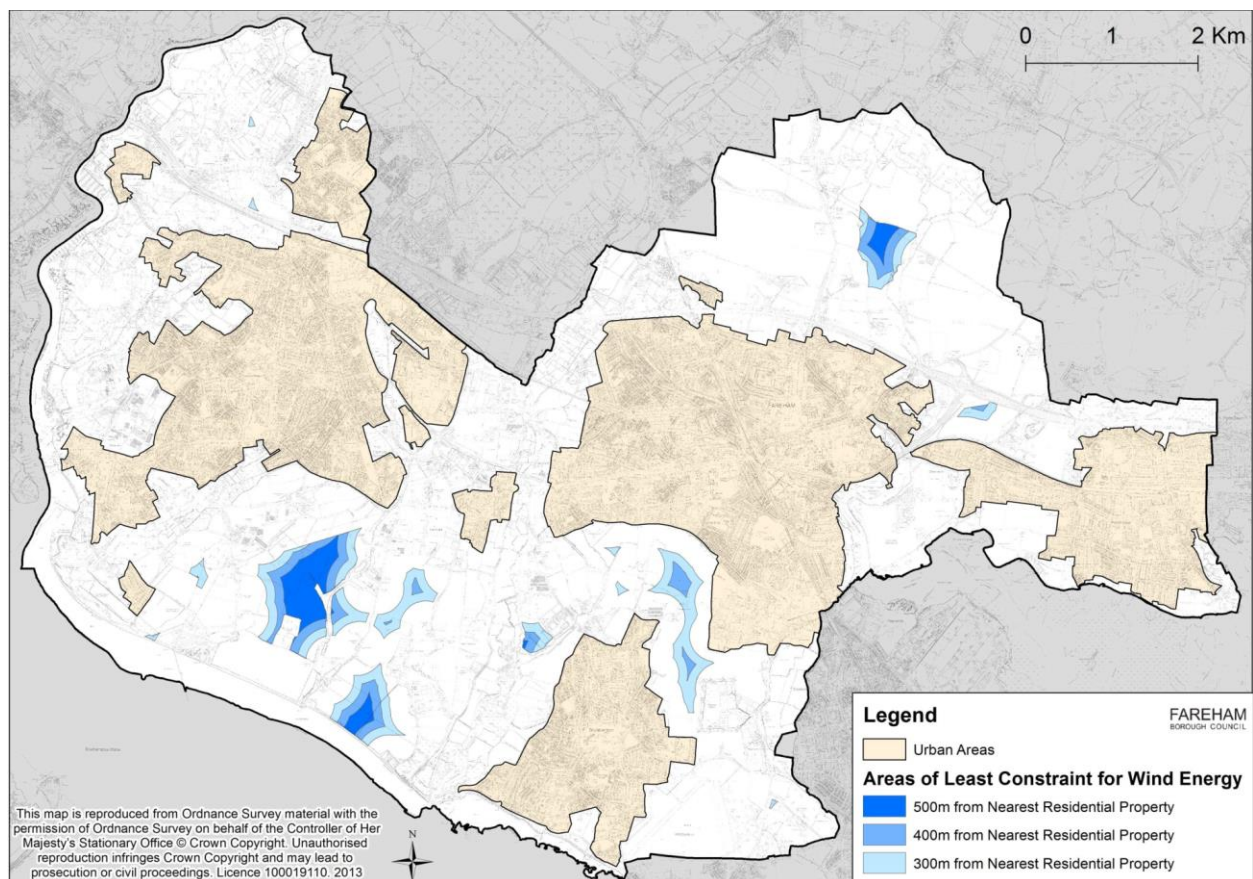 0 1 2 Km
FAREHAM
Legend
FAREHAM
BOROUGH COUNCIL
Urban Areas
Areas of Least Constraint for Wind Energy
500m from Nearest Residential Property
400m from Nearest Residential Property
300m from Nearest Residential Property
This map is reproduced from Ordnance Survey material with the
permission of Ordnance Survey on behalf of the Controller of Her
Majesty's Stationary Office © Crown Copyright. Unauthorised
reproduction infringes Crown Copyright and may lead to
prosecution or civil proceedings. Licence 100019110. 2013
N